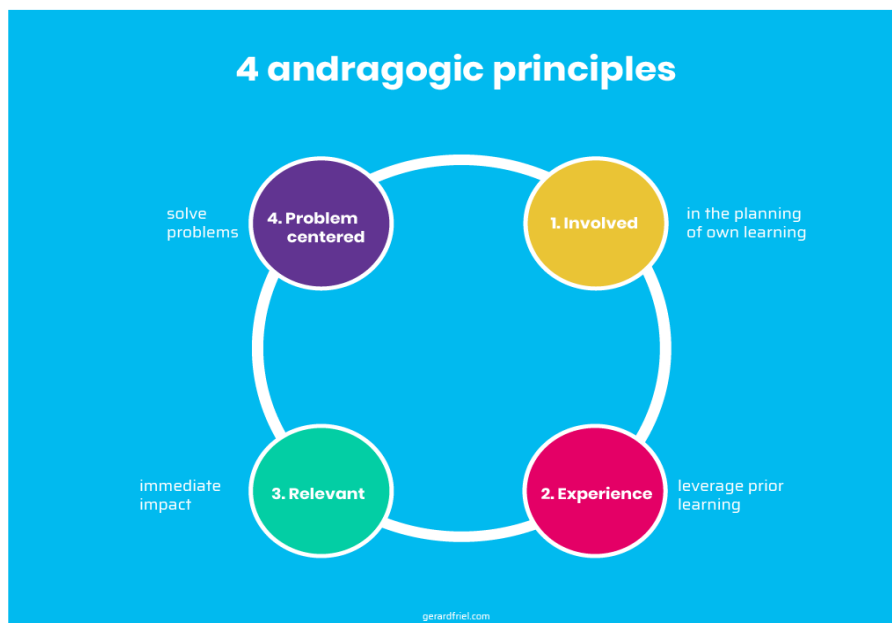 4 andragogic principles
1. Involved
in the planning
of own learning
2. Experience
leverage prior
learning
3. Relevant
immediate
impact
4. Problem
centered
solve
problems
gerardfriel.com